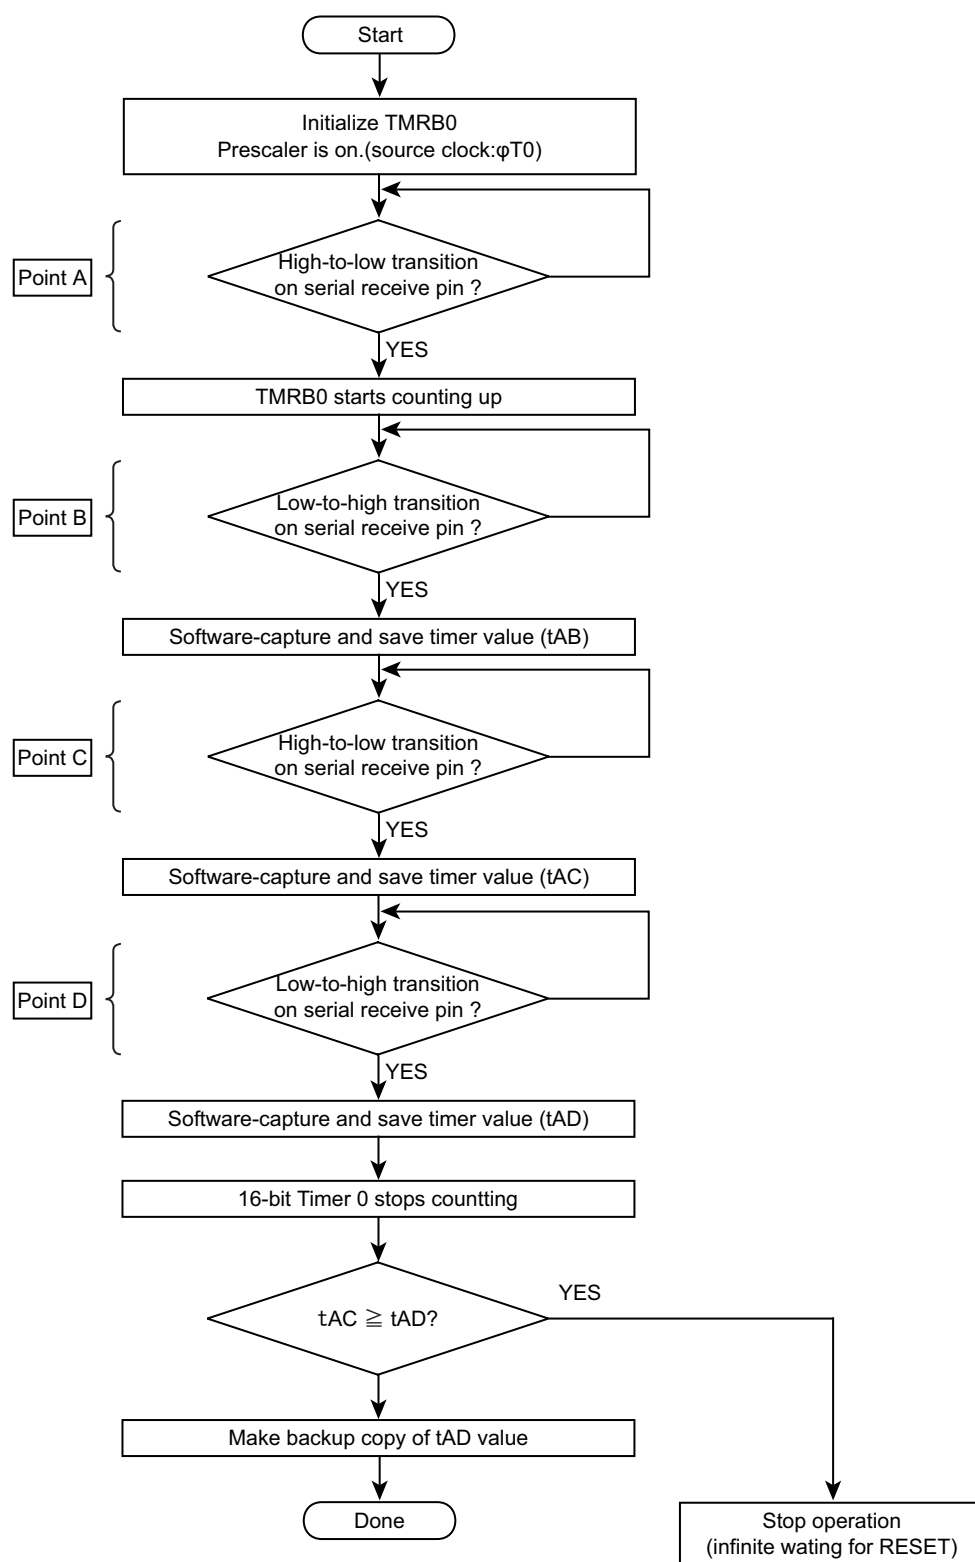 Start
Initialize TMRB0
Prescaler is on.(source clock:φT0)
Point A
High-to-low transition
on serial receive pin ?
YES
TMRB0 starts counting up
Point B
Low-to-high transition
on serial receive pin ?
YES
Software-capture and save timer value (tAB)
Point C
High-to-low transition
on serial receive pin ?
YES
Software-capture and save timer value (tAC)
Point D
Low-to-high transition
on serial receive pin ?
YES
Software-capture and save timer value (tAD)
16-bit Timer 0 stops countting
tAC ≧ tAD?
YES
Make backup copy of tAD value
Done
Stop operation
(infinite wating for RESET)